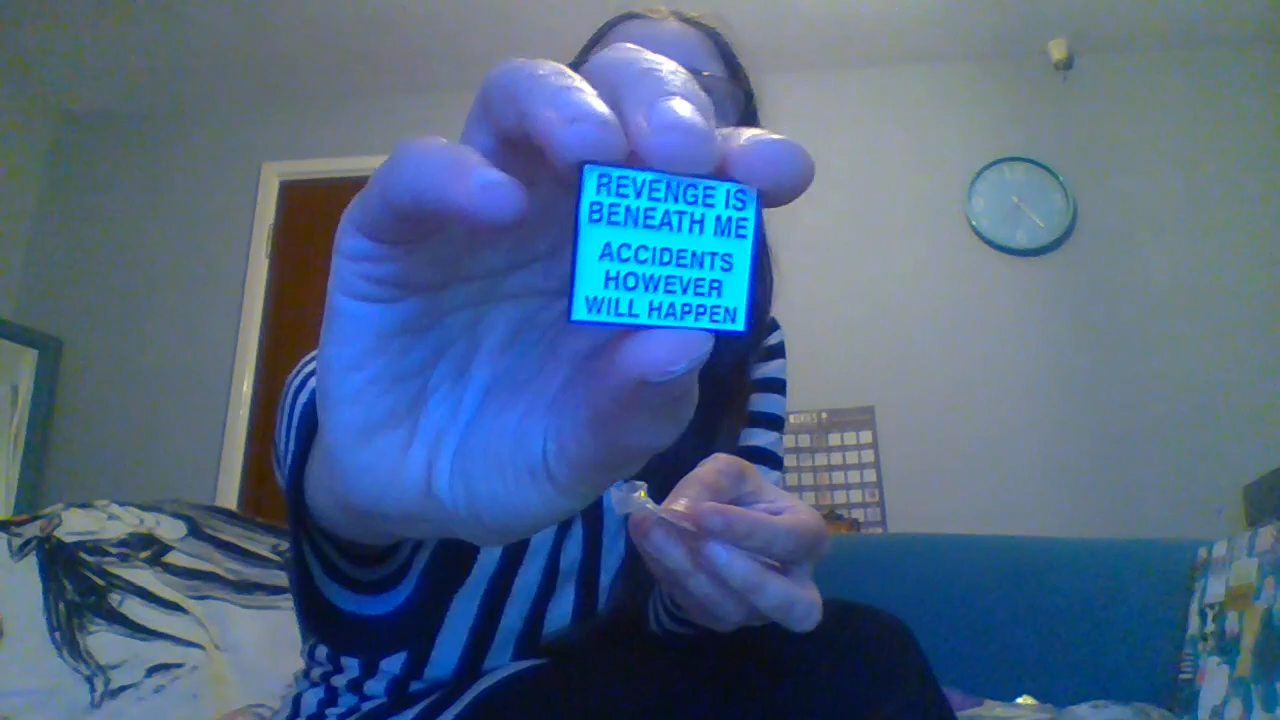 REVENGE IS
BENEATH ME
ACCIDENTS
HOWEVER
WILL HAPPEN